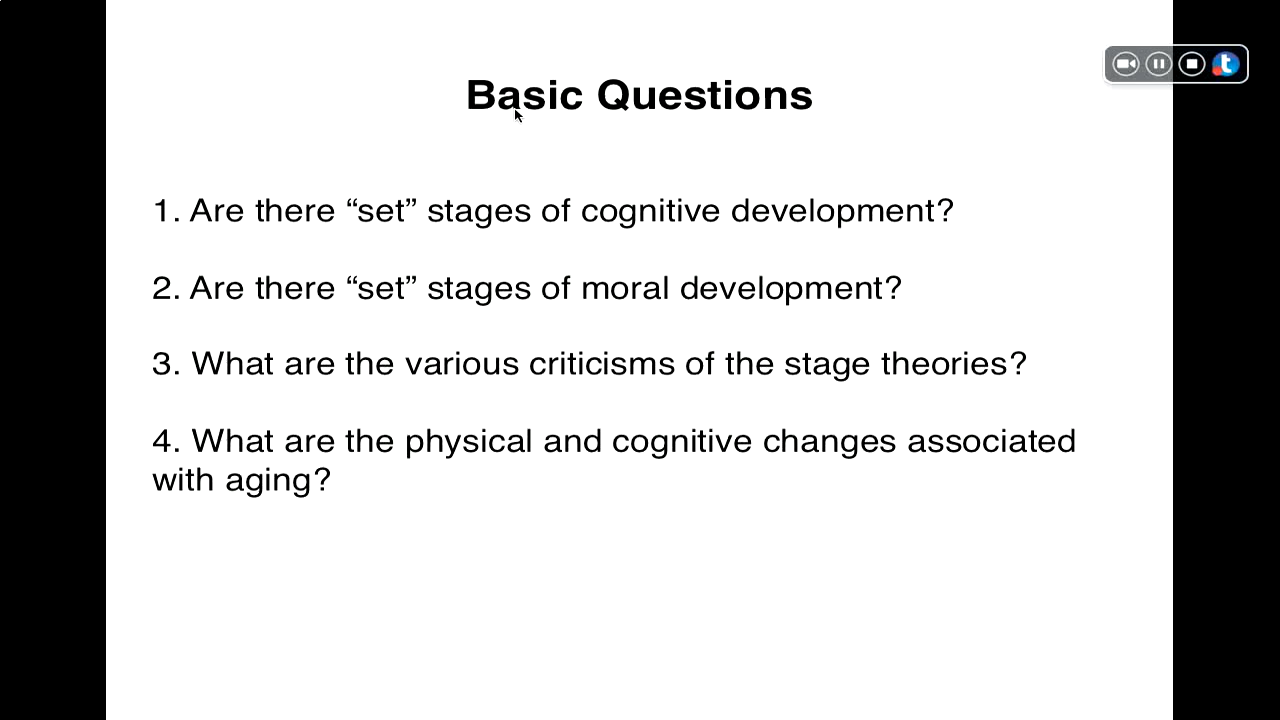 Basic Questions
1. Are there “set” stages of cognitive development?
2. Are there “set” stages of moral development?
3. What are the various criticisms of the stage theories?
4. What are the physical and cognitive changes associated
with aging?
t